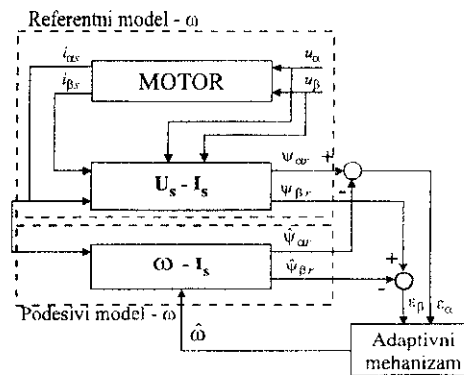 Referentni model - ω
i_αs
u_α
i_βs
u_β
MOTOR
ψ_αr +
-
U_s - I_s
ψ_βr
ψ̂_αr
+
ω - I_s
ψ̂_βr
-
Podesivi model - ω
ω̂
ε_β ε_α
Adaptivni
mehanizam